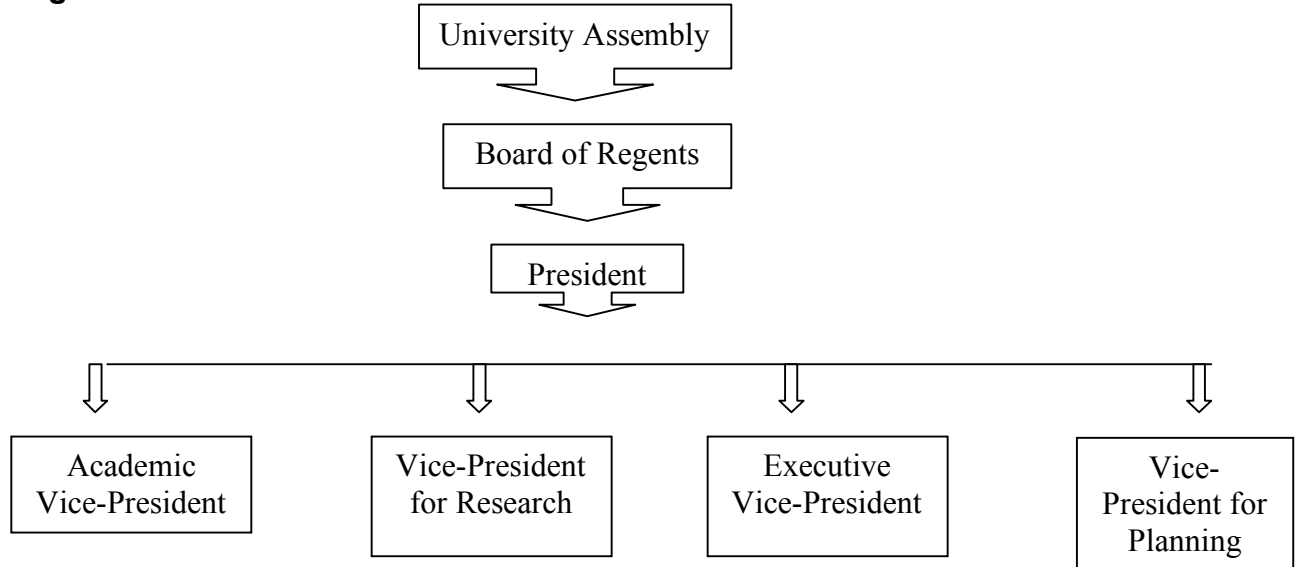 University Assembly
Board of Regents
President
Academic
Vice-President
Vice-President
for Research
Executive
Vice-President
Vice-
President for
Planning